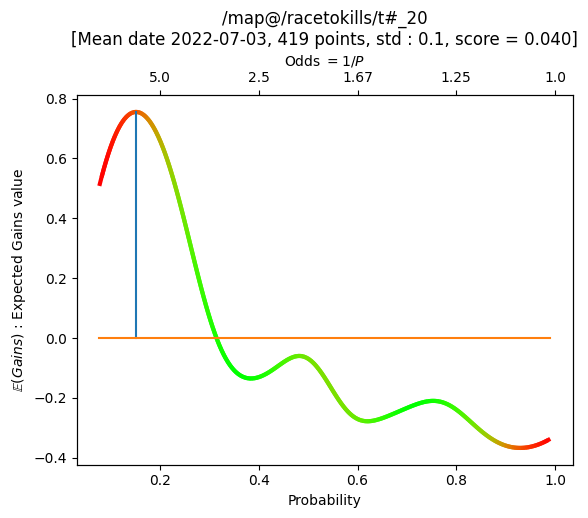 /map@/racetokills/t#_20
[Mean date 2022-07-03, 419 points, std : 0.1, score = 0.040]
Odds = 1/P
5.0 2.5 1.67 1.25 1.0
0.8
0.6
0.4
0.2
0.0
−0.2
−0.4
𝔼(Gains) : Expected Gains value
0.2 0.4 0.6 0.8 1.0
Probability